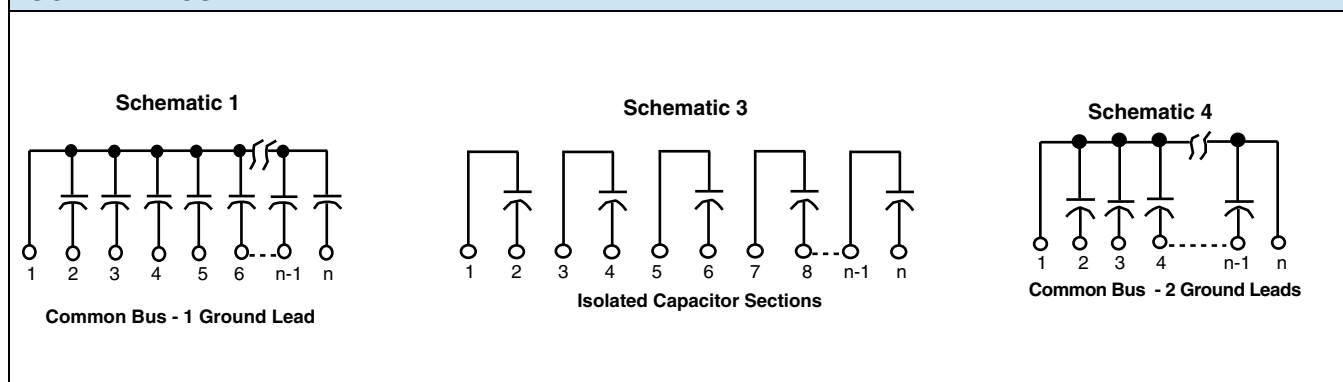 Schematic 1
1 2 3 4 5 6 n-1 n
Common Bus - 1 Ground Lead
Schematic 3
1 2 3 4 5 6 7 8 n-1 n
Isolated Capacitor Sections
Schematic 4
1 2 3 4 n-1 n
Common Bus - 2 Ground Leads